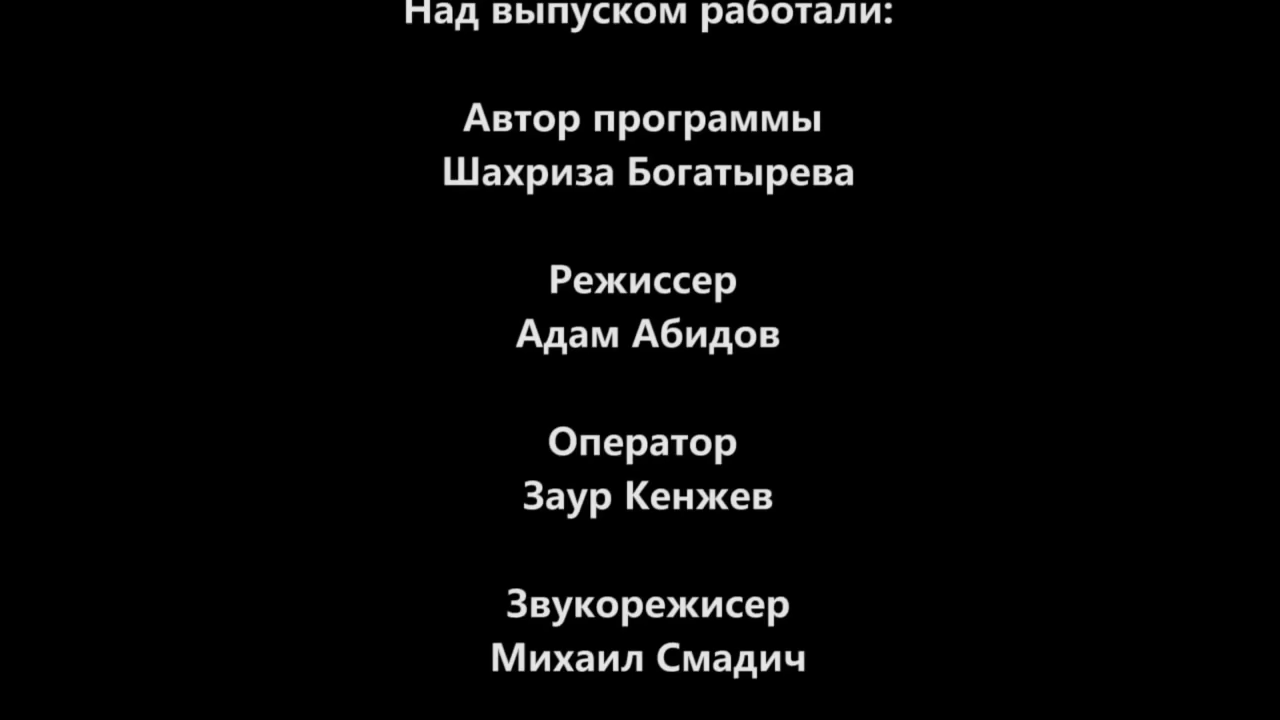 Над выпуском работали:
Автор программы
Шахриза Богатырева
Режиссер
Адам Абидов
Оператор
Заур Кенжев
Звукорежисер
Михаил Смадич